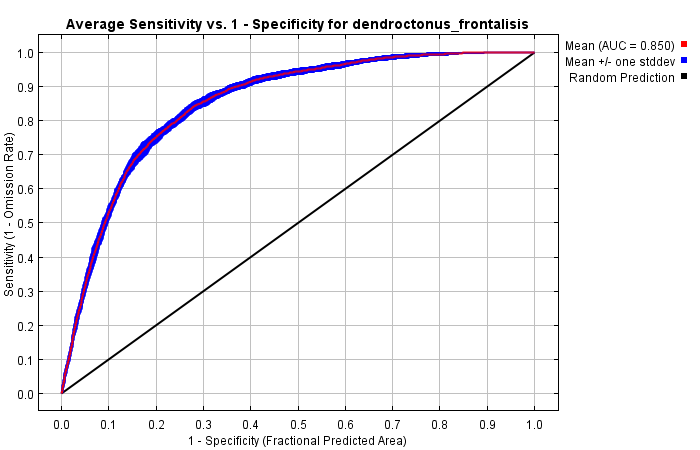 Average Sensitivity vs. 1 - Specificity for dendroctonus_frontalisis
Mean (AUC = 0.850)
Mean +/- one stddev
Random Prediction
Sensitivity (1 - Omission Rate)
1.0
0.9
0.8
0.7
0.6
0.5
0.4
0.3
0.2
0.1
0.0
0.0 0.1 0.2 0.3 0.4 0.5 0.6 0.7 0.8 0.9 1.0
1 - Specificity (Fractional Predicted Area)